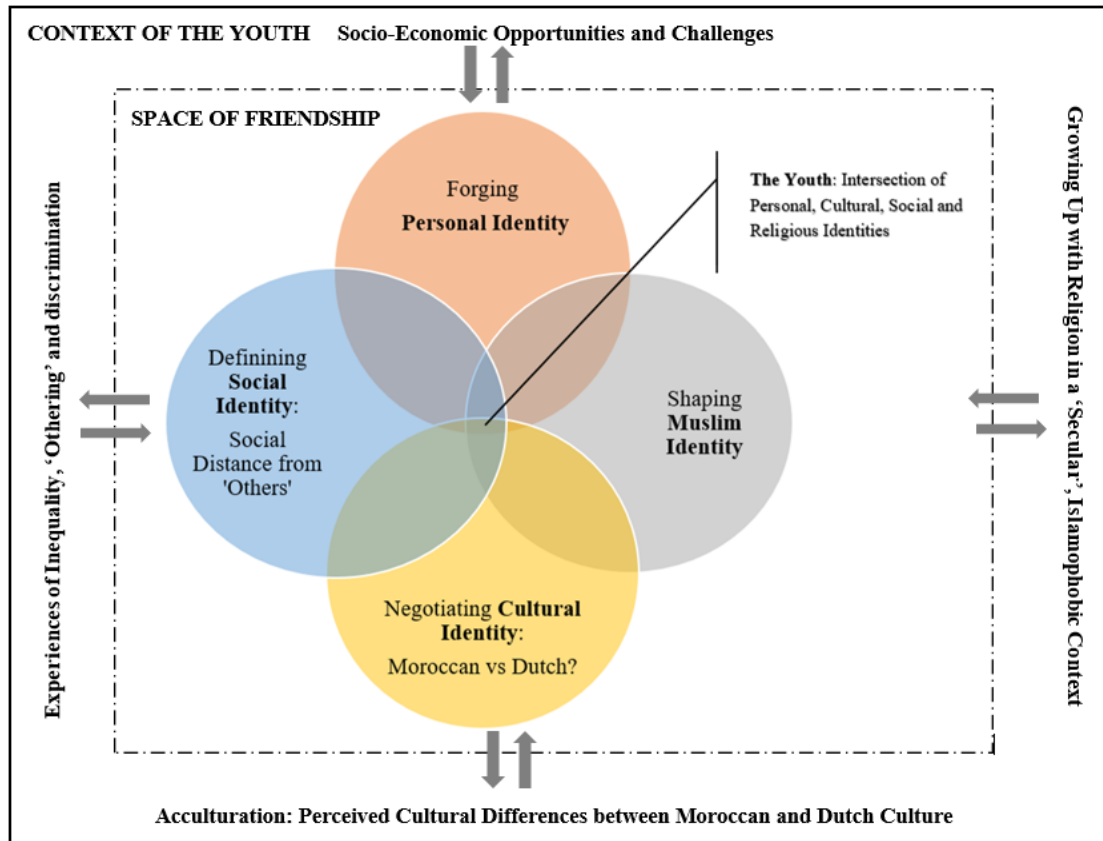 CONTEXT OF THE YOUTH Socio-Economic Opportunities and Challenges
SPACE OF FRIENDSHIP
Forging
Personal Identity
The Youth: Intersection of
Personal, Cultural, Social and
Religious Identities
Definining
Social
Identity:
Social
Distance from
'Others'
Shaping
Muslim
Identity
Negotiating Cultural
Identity:
Moroccan vs Dutch?
Experiences of Inequality, ‘Othering’ and discrimination
Growing Up with Religion in a ‘Secular’, Islamophobic Context
Acculturation: Perceived Cultural Differences between Moroccan and Dutch Culture